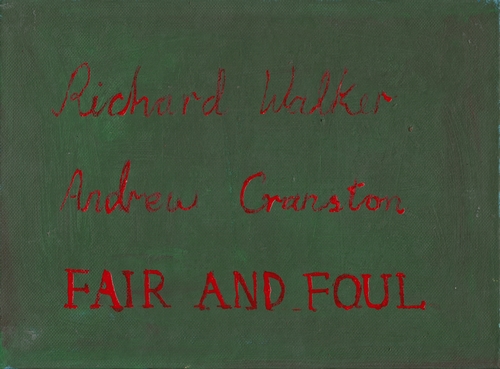 Richard Walker
Andrew Cranston
FAIR AND FOUL